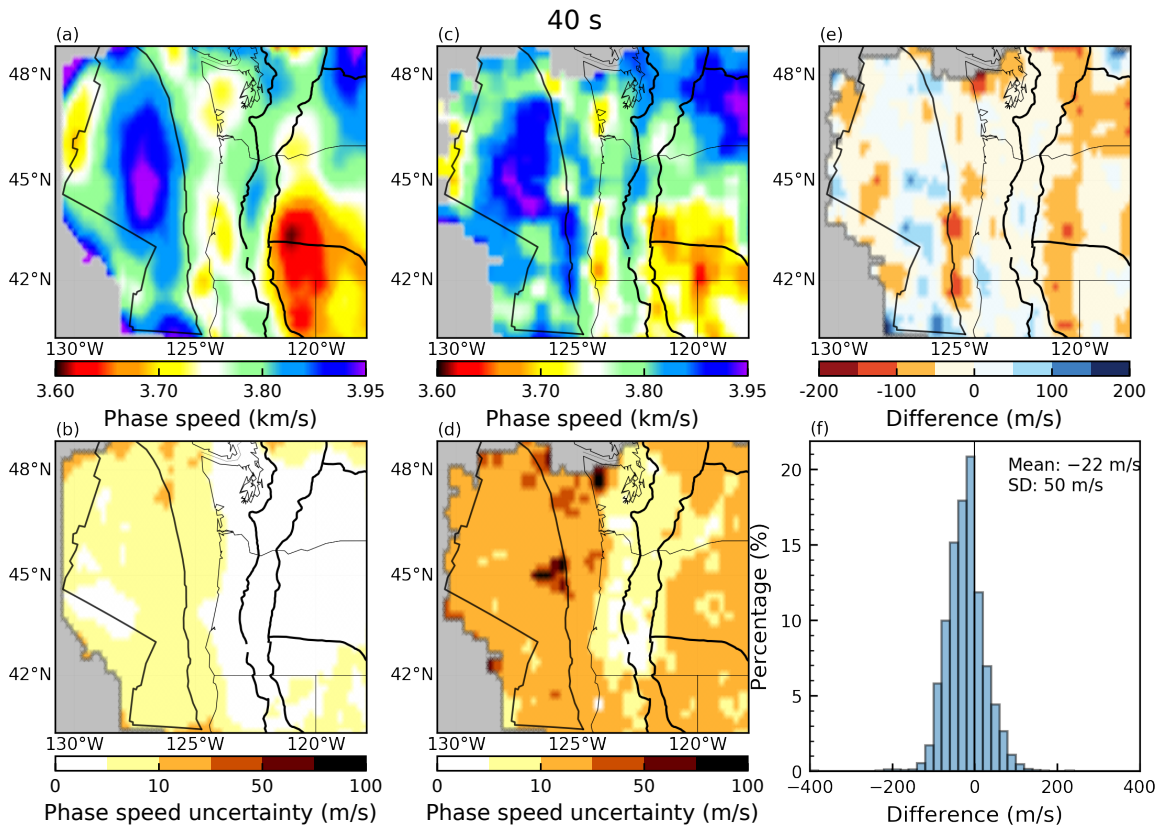 40 s
(a)
(c)
(e)
48°N
45°N
42°N
130°W 125°W 120°W
3.60 3.70 3.80 3.95
Phase speed (km/s)
48°N
45°N
42°N
130°W 125°W 120°W
3.60 3.70 3.80 3.95
Phase speed (km/s)
48°N
45°N
42°N
130°W 125°W 120°W
-200 -100 0 100 200
Difference (m/s)
(b)
(d)
(f)
48°N
45°N
42°N
130°W 125°W 120°W
0 10 50 100
Phase speed uncertainty (m/s)
48°N
45°N
42°N
130°W 125°W 120°W
0 10 50 100
Phase speed uncertainty (m/s)
Mean: −22 m/s
SD: 50 m/s
Percentage (%)
20
15
10
5
0
−400 −200 0 200 400
Difference (m/s)